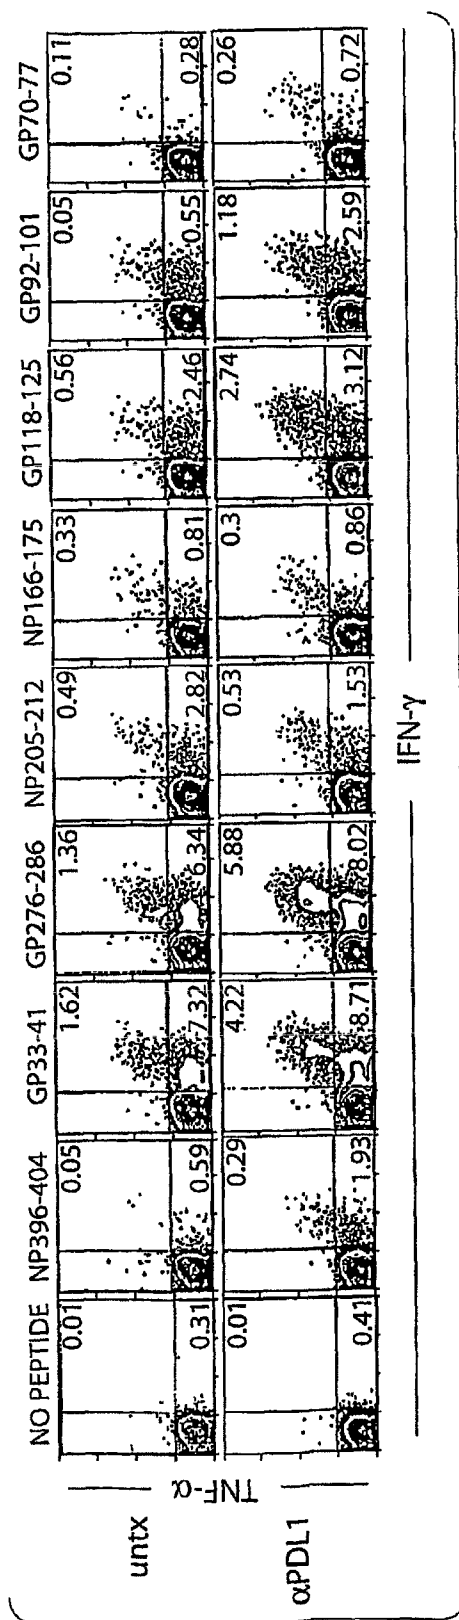 NO PEPTIDE NP396-404 GP33-41 GP276-286 NP205-212 NP166-175 GP118-125 GP92-101 GP70-77
untx
TNF-α
0.01 0.05 1.62 1.36 0.49 0.33 0.56 0.05 0.11
0.31 0.59 7.32 6.34 2.82 0.81 2.46 0.55 0.28
αPDL1
0.01 0.29 4.22 5.88 0.53 0.3 2.74 1.18 0.26
0.41 1.93 8.71 8.02 1.53 0.86 3.12 2.59 0.72
IFN-γ